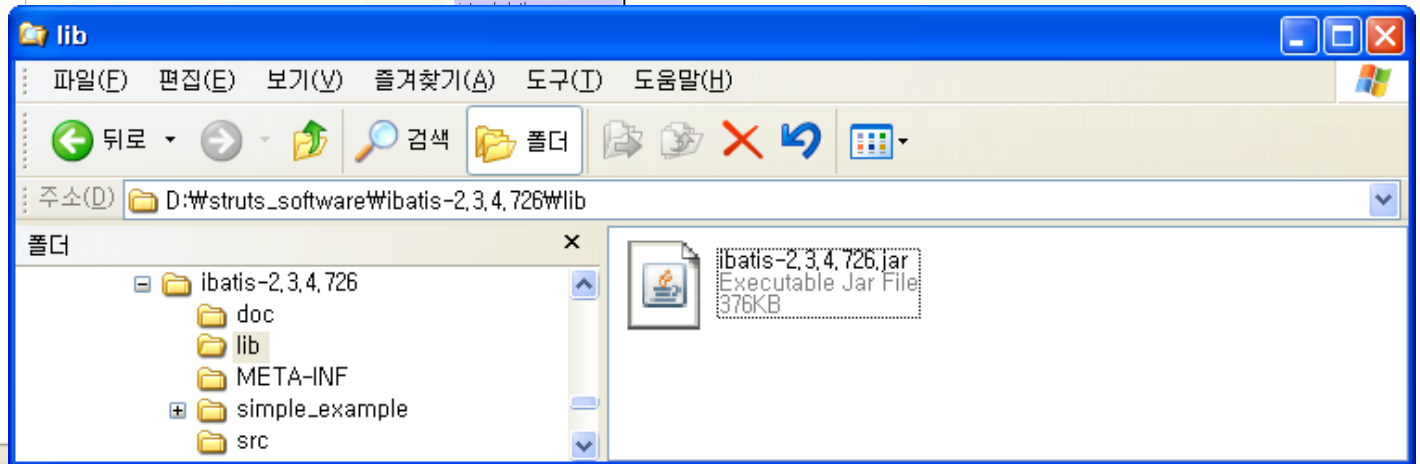 lib
파일(F) 편집(E) 보기(V) 즐겨찾기(A) 도구(T) 도움말(H)
뒤로 검색 폴더
주소(D) D:₩struts_software₩ibatis-2.3.4.726₩lib
폴더
ibatis-2.3.4.726
doc
lib
META-INF
simple_example
src
ibatis-2.3.4.726.jar
Executable Jar File
376KB